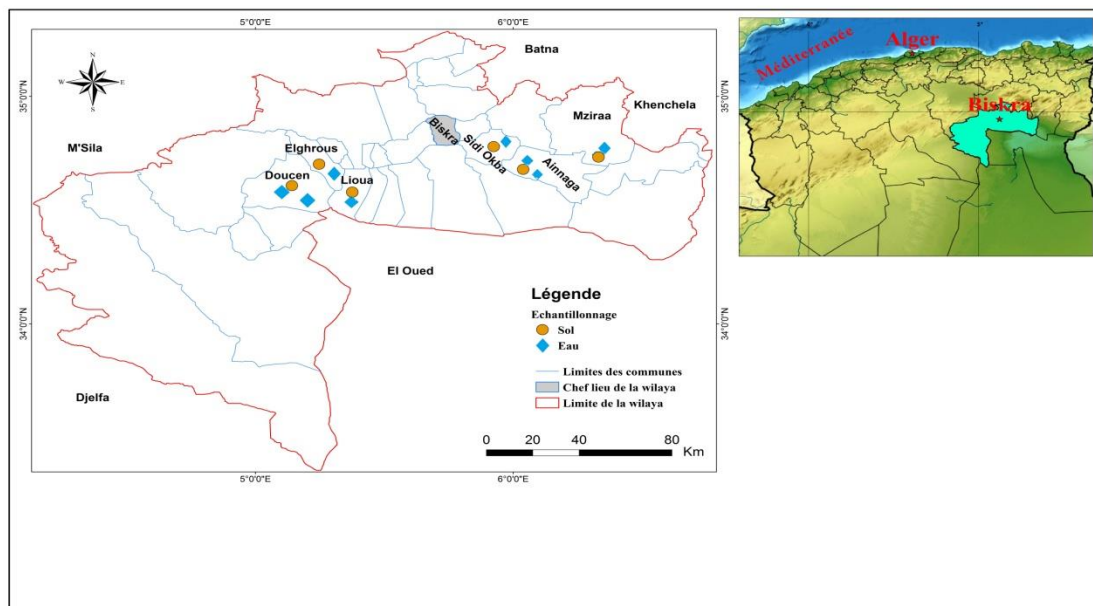 5°0'0"E
6°0'0"E
Batna
N
W
E
S
35°0'0"N
35°0'0"N
Khenchela
Mziraa
M'Sila
Biskra
Sidi Okba
Ainnaga
Elghrous
Doucen
Lioua
El Oued
Légende
Echantillonnage
Sol
Eau
34°0'0"N
34°0'0"N
Limites des communes
Chef lieu de la wilaya
Limite de la wilaya
Djelfa
0
20
40
80
Km
5°0'0"E
6°0'0"E
Méditerranée
Alger
Biskra